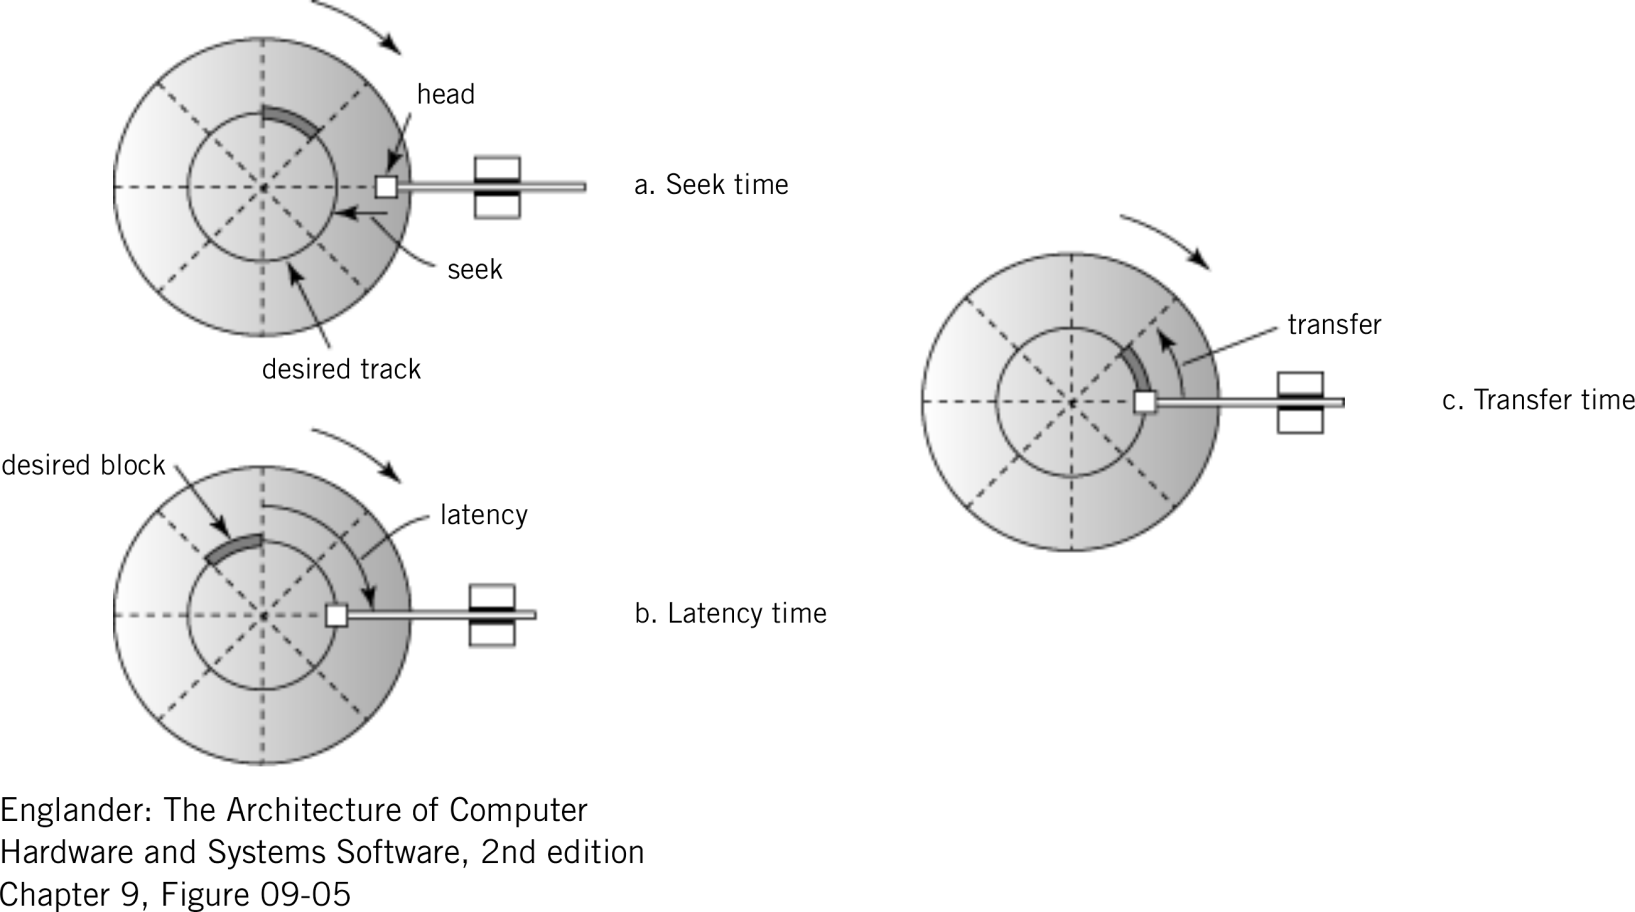 head
a. Seek time
seek
desired track
desired block
latency
b. Latency time
transfer
c. Transfer time
Englander: The Architecture of Computer
Hardware and Systems Software, 2nd edition
Chapter 9, Figure 09-05